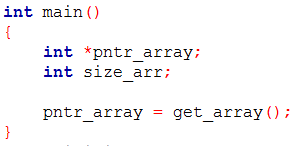 int main()
{
int *pntr_array;
int size_arr;
pntr_array = get_array();
}